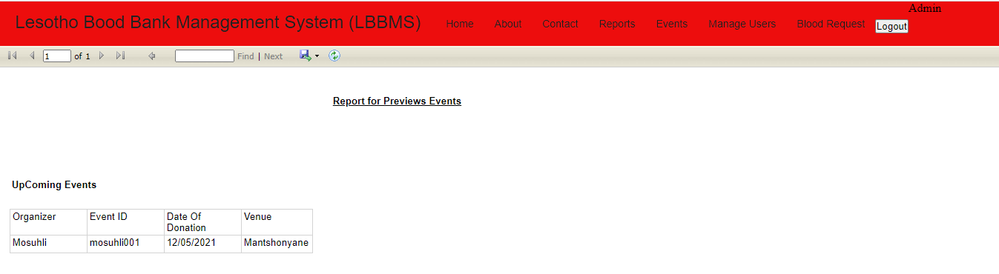 Admin
Lesotho Bood Bank Management System (LBBMS) Home About Contact Reports Events Manage Users Blood Request Logout
1 of 1 Find | Next
Report for Previews Events
UpComing Events
Organizer Event ID Date Of Donation Venue
Mosuhli mosuhli001 12/05/2021 Mantshonyane